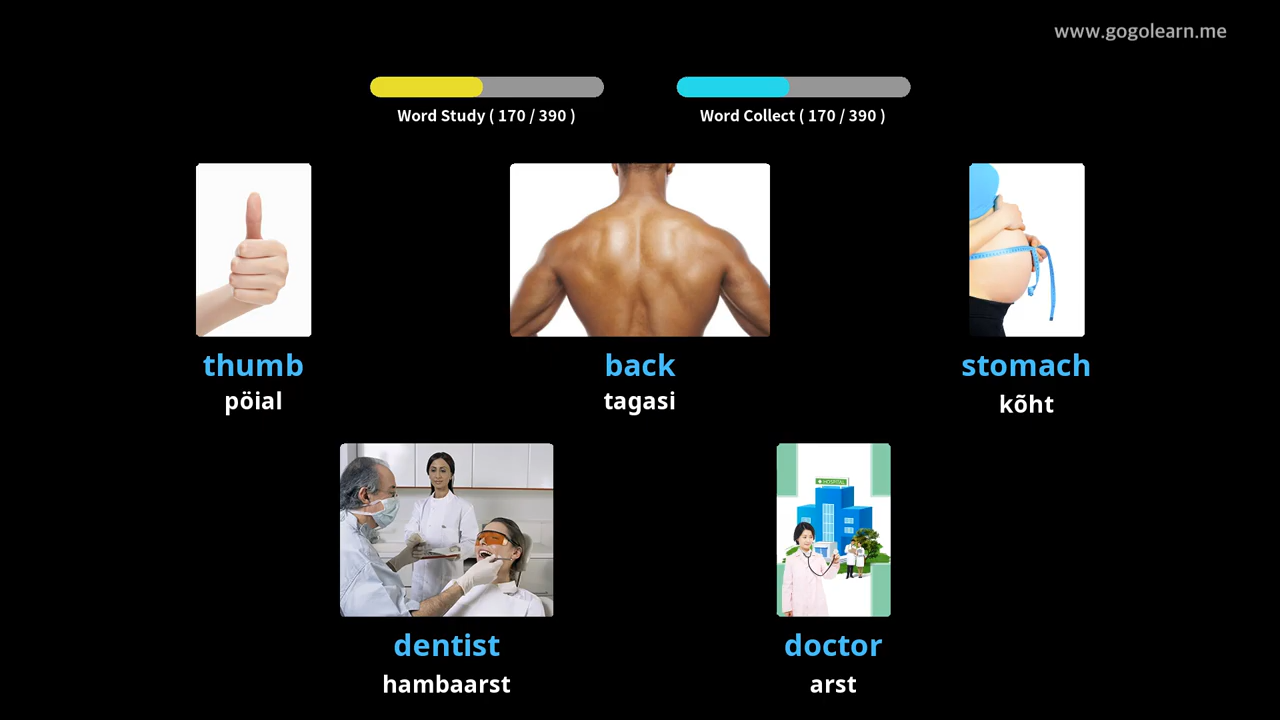 www.gogolearn.me
Word Study ( 170 / 390 )
Word Collect ( 170 / 390 )
thumb
back
stomach
pöial
tagasi
kõht
HOSPITAL
dentist
doctor
hambaarst
arst